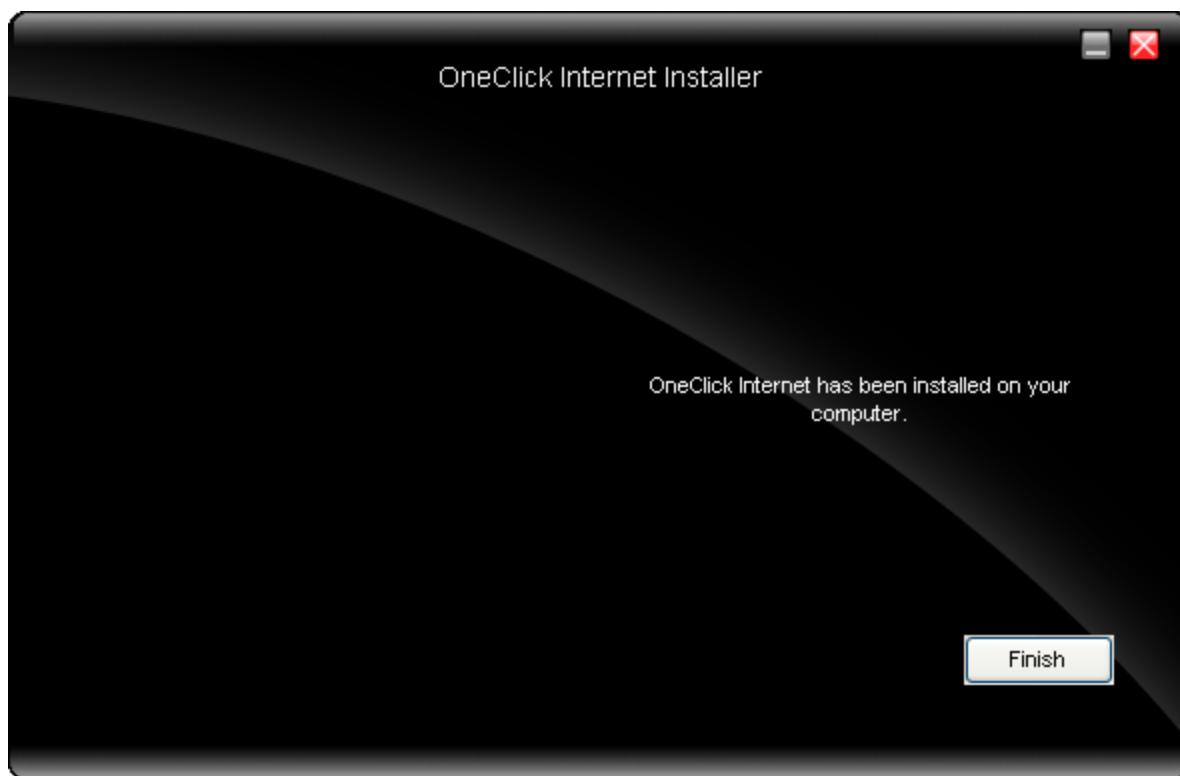 OneClick Internet Installer
OneClick Internet has been installed on your
computer.
Finish